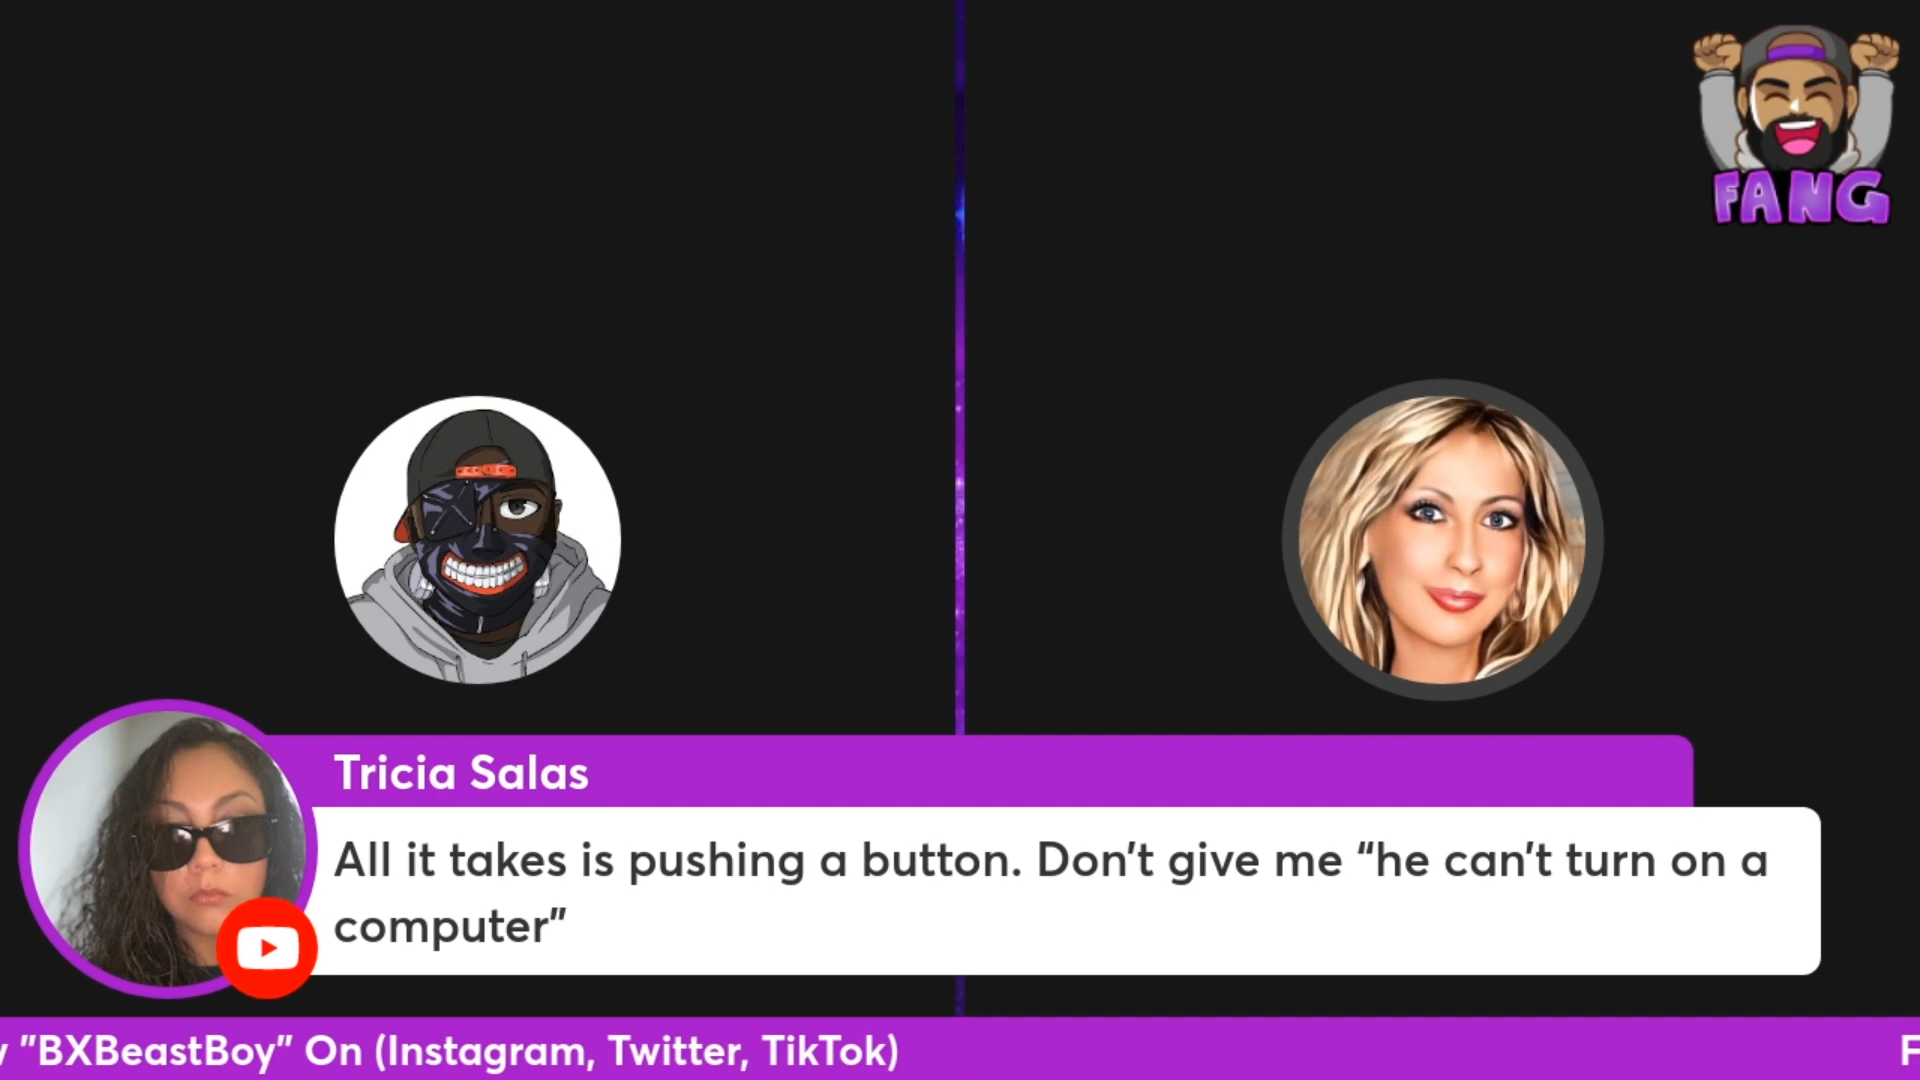 FANG
Tricia Salas
All it takes is pushing a button. Don't give me “he can't turn on a
computer”
"BXBeastBoy" On (Instagram, Twitter, TikTok)